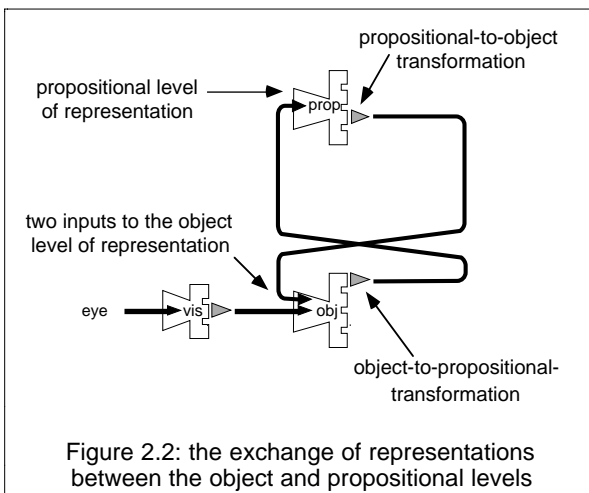 propositional-to-object
transformation
propositional level
of representation
prop
two inputs to the object
level of representation
eye
vis
obj
object-to-propositional-
transformation
Figure 2.2: the exchange of representations
between the object and propositional levels